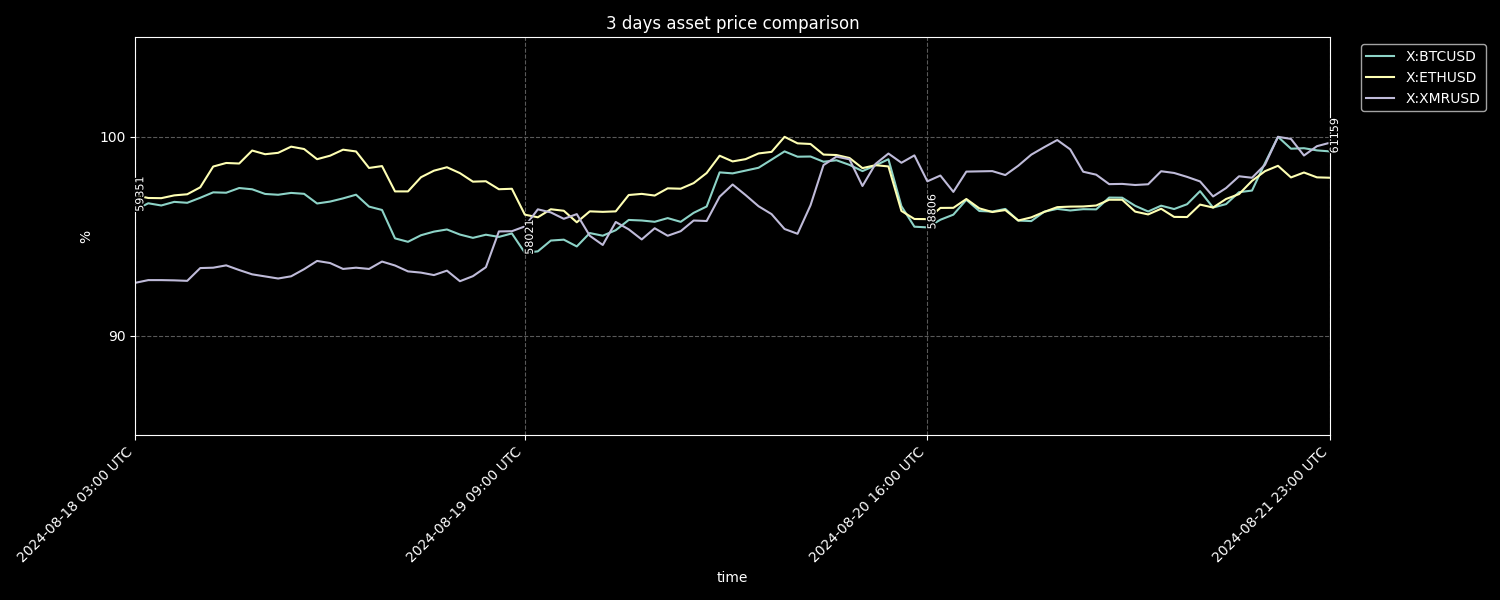 3 days asset price comparison
X:BTCUSD
X:ETHUSD
X:XMRUSD
100
90
%
59351
58021
58806
61159
2024-08-18 03:00 UTC
2024-08-19 09:00 UTC
2024-08-20 16:00 UTC
2024-08-21 23:00 UTC
time